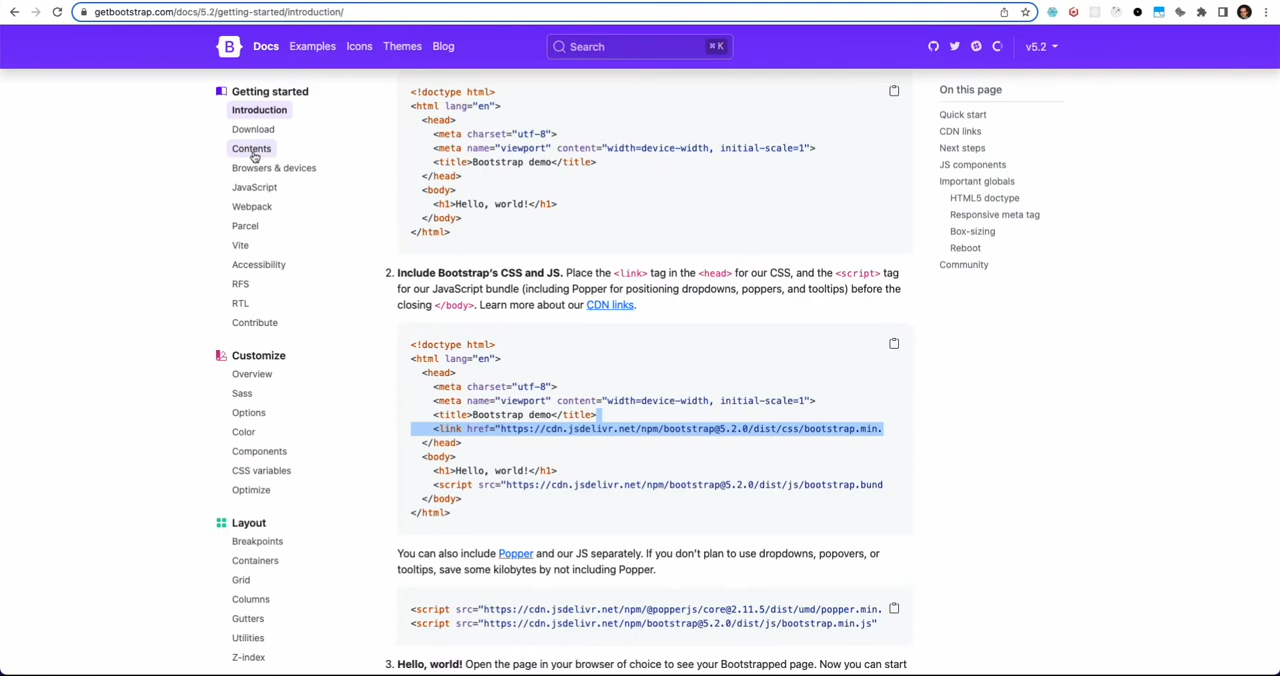 getbootstrap.com/docs/5.2/getting-started/introduction/
B Docs Examples Icons Themes Blog
Search ⌘ K
v5.2
Getting started
Introduction
Download
Contents
Browsers & devices
JavaScript
Webpack
Parcel
Vite
Accessibility
RFS
RTL
Contribute
Customize
Overview
Sass
Options
Color
Components
CSS variables
Optimize
Layout
Breakpoints
Containers
Grid
Columns
Gutters
Utilities
Z-index
<!doctype html>
<html lang="en">
<head>
<meta charset="utf-8">
<meta name="viewport" content="width=device-width, initial-scale=1">
<title>Bootstrap demo</title>
</head>
<body>
<h1>Hello, world!</h1>
</body>
</html>
2. Include Bootstrap's CSS and JS. Place the <link> tag in the <head> for our CSS, and the <script> tag
for our JavaScript bundle (including Popper for positioning dropdowns, poppers, and tooltips) before the
closing </body>. Learn more about our CDN links.
<!doctype html>
<html lang="en">
<head>
<meta charset="utf-8">
<meta name="viewport" content="width=device-width, initial-scale=1">
<title>Bootstrap demo</title>
<link href="https://cdn.jsdelivr.net/npm/bootstrap@5.2.0/dist/css/bootstrap.min.
</head>
<body>
<h1>Hello, world!</h1>
<script src="https://cdn.jsdelivr.net/npm/bootstrap@5.2.0/dist/js/bootstrap.bund
</body>
</html>
You can also include Popper and our JS separately. If you don't plan to use dropdowns, popovers, or
tooltips, save some kilobytes by not including Popper.
<script src="https://cdn.jsdelivr.net/npm/@popperjs/core@2.11.5/dist/umd/popper.min.
<script src="https://cdn.jsdelivr.net/npm/bootstrap@5.2.0/dist/js/bootstrap.min.js"
3. Hello, world! Open the page in your browser of choice to see your Bootstrapped page. Now you can start
On this page
Quick start
CDN links
Next steps
JS components
Important globals
HTML5 doctype
Responsive meta tag
Box-sizing
Reboot
Community